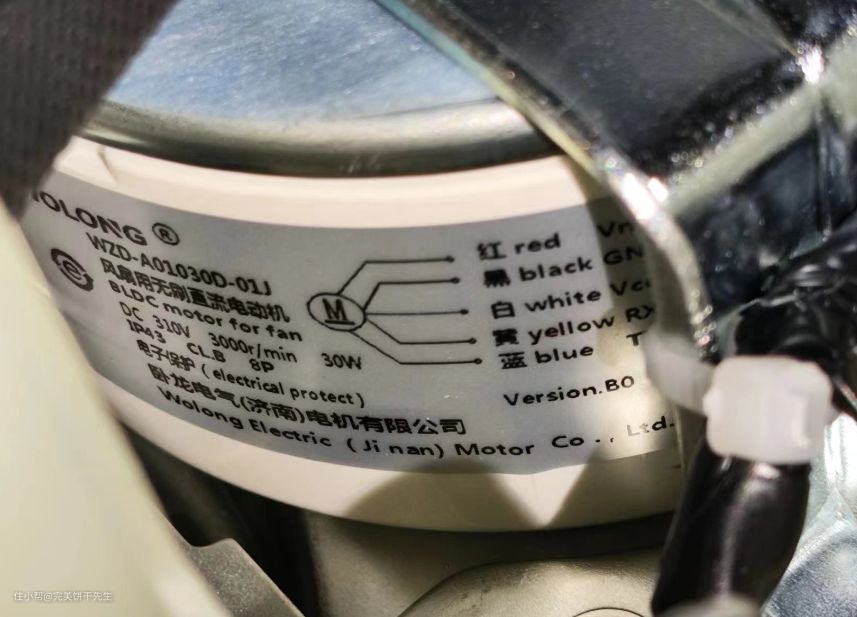 WOLONG ®
WZD-A01030D-01J
风扇用无刷直流电动机
BLDC motor for fan
DC 310V 3000r/min
IP43 CL.B 8P 30W
电子保护 (electrical protect)
卧龙电气(济南)电机有限公司
Wolong Electric (Ji nan) Motor Co., Ltd.
M
红 red
黑 black
白 white
黄 yellow
蓝 blue
Version.B0
住小帮@完美饼干先生